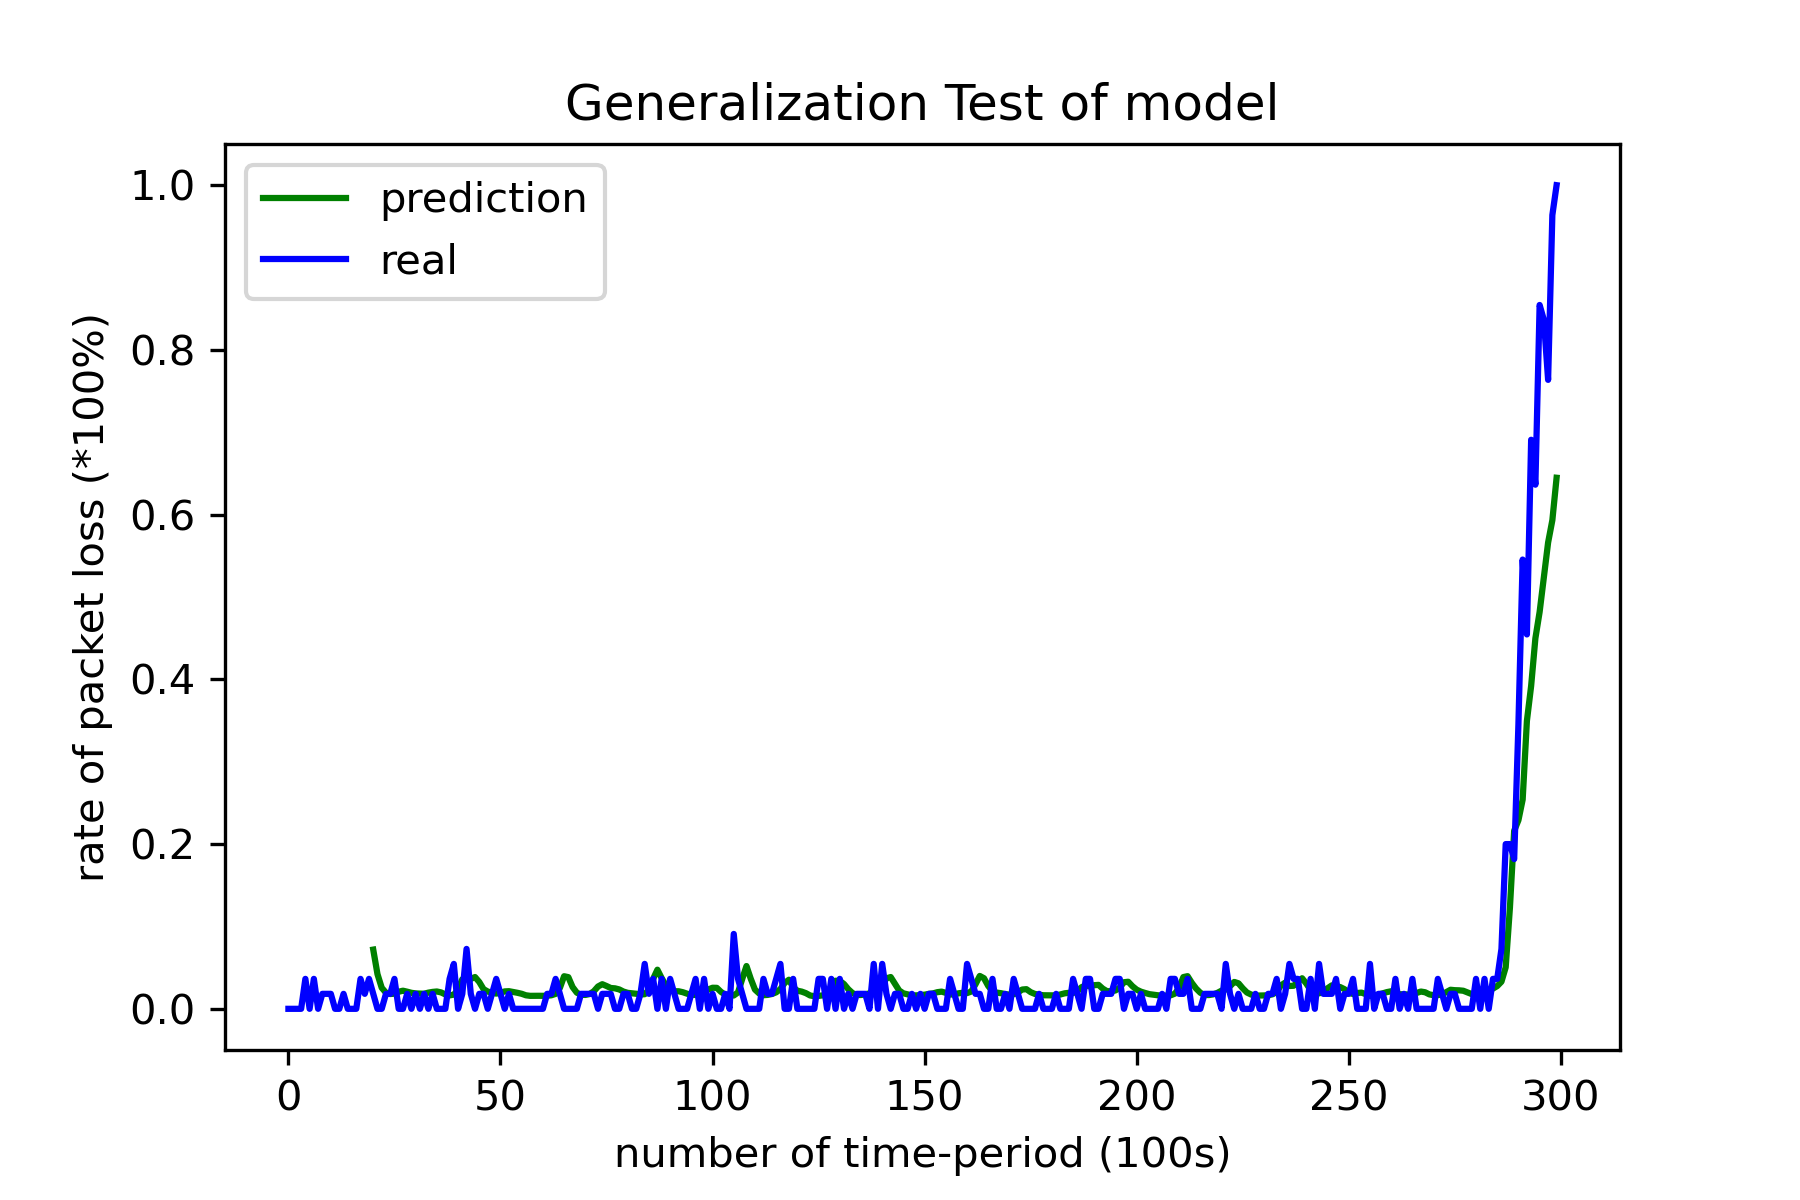 Generalization Test of model
prediction
real
rate of packet loss (*100%)
1.0
0.8
0.6
0.4
0.2
0.0
0 50 100 150 200 250 300
number of time-period (100s)